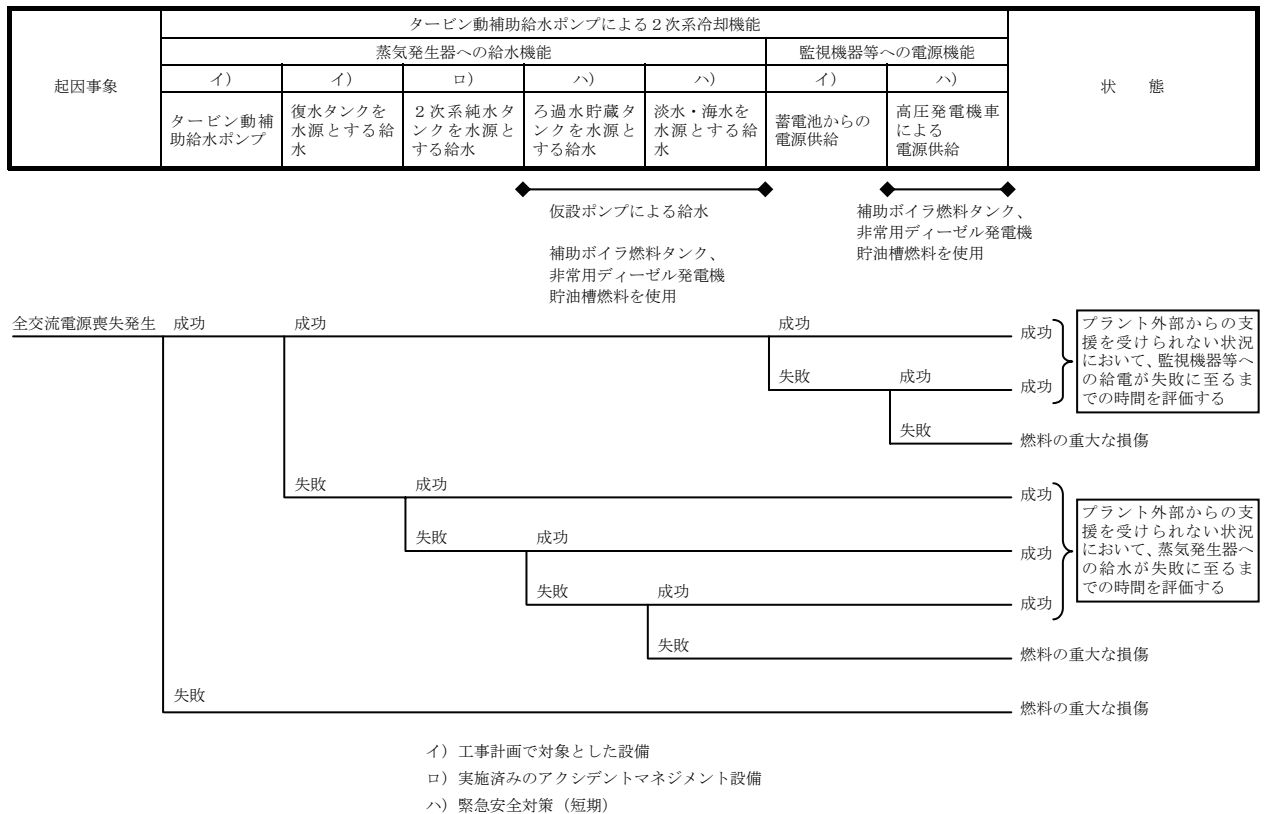 タービン動補助給水ポンプによる２次系冷却機能
蒸気発生器への給水機能
監視機器等への電源機能
起因事象
イ）
イ）
ロ）
ハ）
ハ）
イ）
ハ）
状　態
タービン動補
助給水ポンプ
復水タンクを
水源とする給
水
２次系純水タ
ンクを水源と
する給水
ろ過水貯蔵タ
ンクを水源と
する給水
淡水・海水を
水源とする給
水
蓄電池からの
電源供給
高圧発電機車
による
電源供給
仮設ポンプによる給水
補助ボイラ燃料タンク、
非常用ディーゼル発電機
貯油槽燃料を使用
補助ボイラ燃料タンク、
非常用ディーゼル発電機
貯油槽燃料を使用
全交流電源喪失発生
成功
成功
成功
成功
プラント外部からの支
援を受けられない状況
において、監視機器等へ
の給電が失敗に至るま
での時間を評価する
失敗
成功
成功
失敗
燃料の重大な損傷
失敗
成功
成功
プラント外部からの支
援を受けられない状況
において、蒸気発生器へ
の給水が失敗に至るま
での時間を評価する
失敗
成功
成功
失敗
成功
成功
失敗
燃料の重大な損傷
失敗
燃料の重大な損傷
イ）工事計画で対象とした設備
ロ）実施済みのアクシデントマネジメント設備
ハ）緊急安全対策（短期）